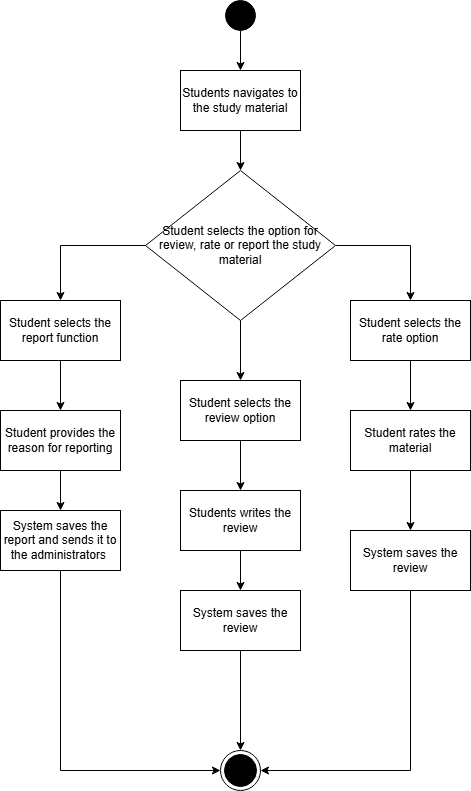 Students navigates to
the study material
Student selects the option for
review, rate or report the study
material
Student selects the
report function
Student provides the
reason for reporting
System saves the
report and sends it to
the administrators
Student selects the
review option
Students writes the
review
System saves the
review
Student selects the
rate option
Student rates the
material
System saves the
review